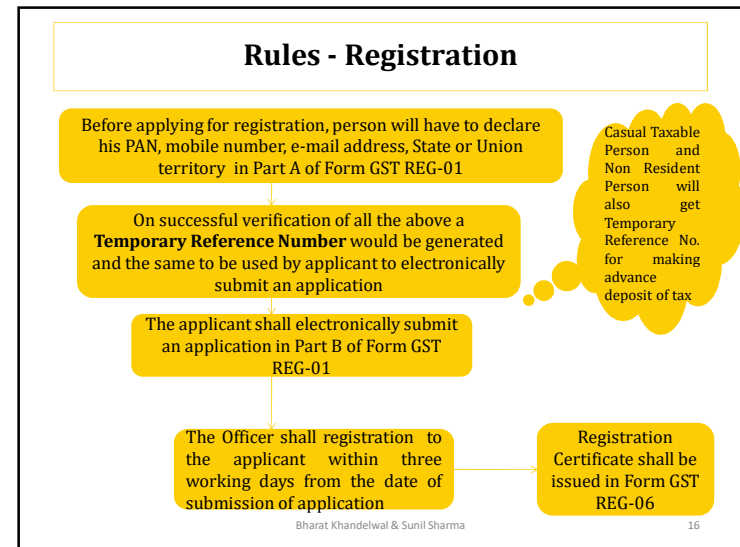 Rules - Registration
Before applying for registration, person will have to declare
his PAN, mobile number, e-mail address, State or Union
territory in Part A of Form GST REG-01
Casual Taxable
Person and
Non Resident
Person will
also get
Temporary
Reference No.
for making
advance
deposit of tax
On successful verification of all the above a
Temporary Reference Number would be generated
and the same to be used by applicant to electronically
submit an application
The applicant shall electronically submit
an application in Part B of Form GST
REG-01
The Officer shall registration to
the applicant within three
working days from the date of
submission of application
Registration
Certificate shall be
issued in Form GST
REG-06
Bharat Khandelwal & Sunil Sharma
16